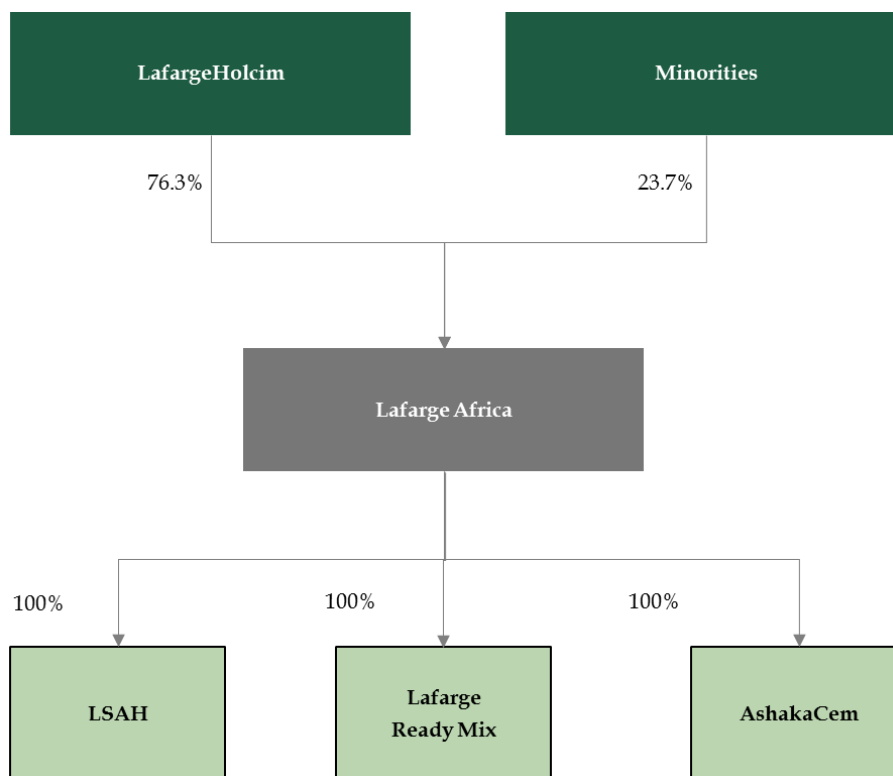 LafargeHolcim
Minorities
76.3%
23.7%
Lafarge Africa
100%
100%
100%
LSAH
Lafarge
Ready Mix
AshakaCem